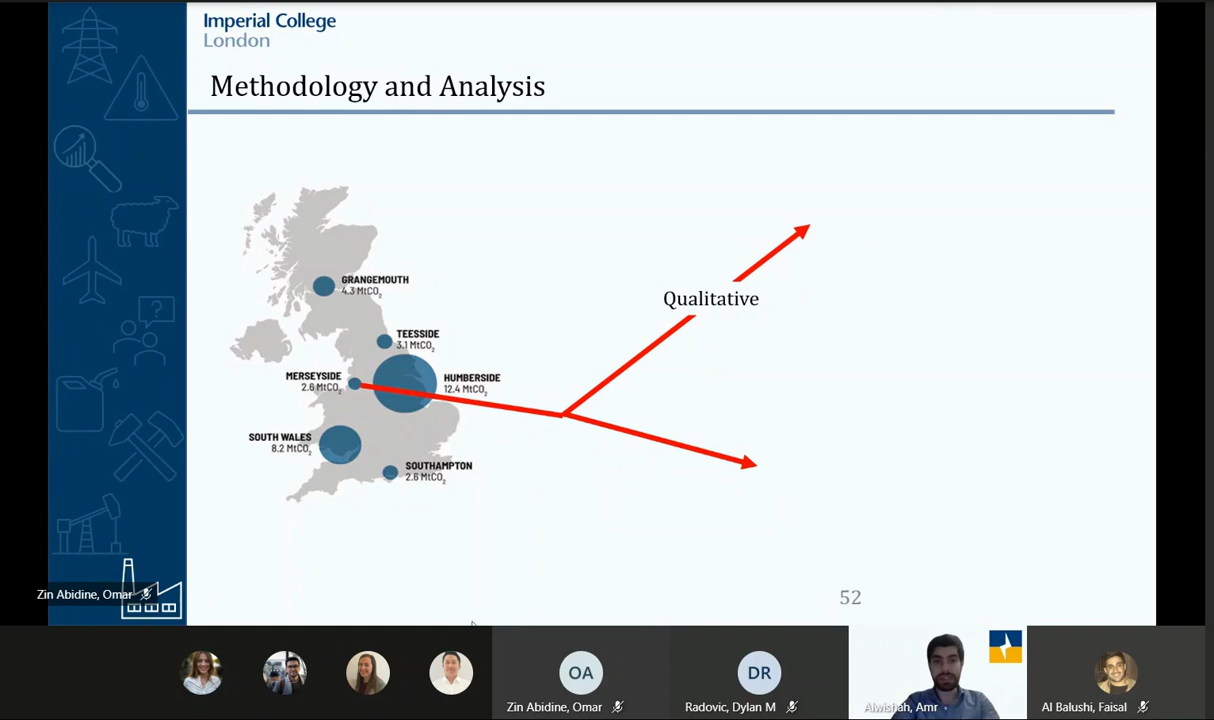 Imperial College
London
Methodology and Analysis
GRANGEMOUTH
4.3 MtCO₂
TEESSIDE
3.1 MtCO₂
MERSEYSIDE
2.6 MtCO₂
HUMBERSIDE
12.4 MtCO₂
SOUTH WALES
8.2 MtCO₂
SOUTHAMPTON
2.6 MtCO₂
Qualitative
?
52
Zin Abidine, Omar
OA
Zin Abidine, Omar
DR
Radovic, Dylan M
Alwishah, Amr
Al Balushi, Faisal